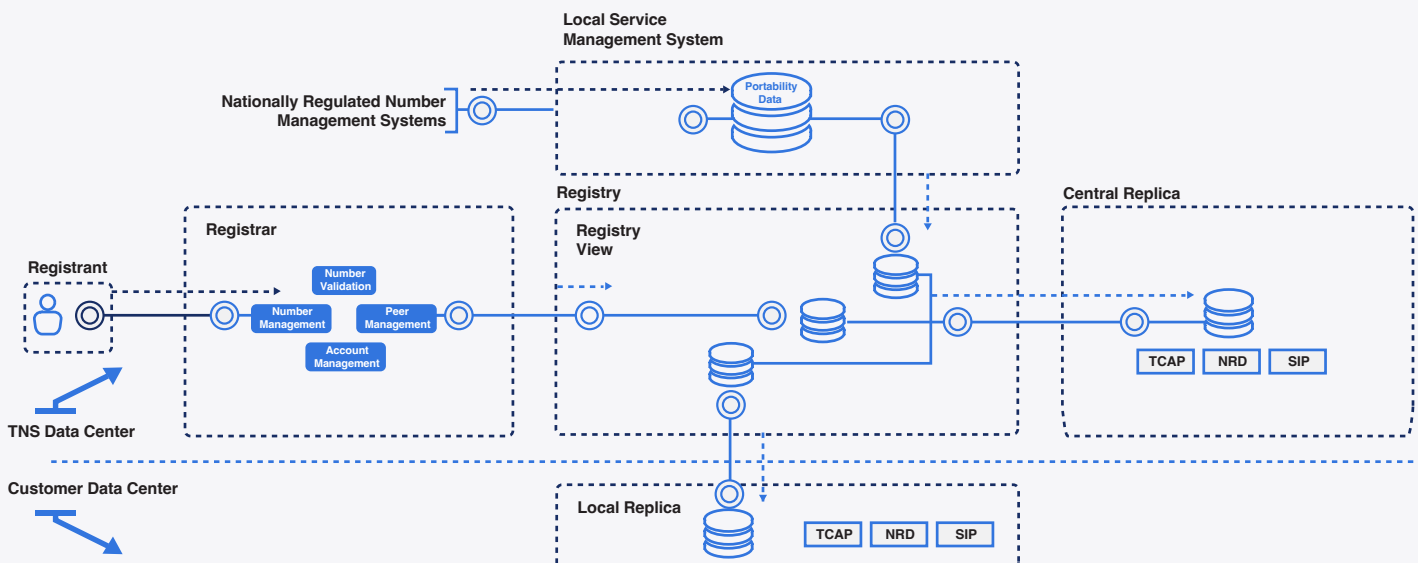 Local Service
Management System
Portability
Data
Nationally Regulated Number
Management Systems
Registry
Central Replica
Registrar
Registry
View
Registrant
Number
Validation
Number
Management
Peer
Management
Account
Management
TCAP
NRD
SIP
TNS Data Center
Customer Data Center
Local Replica
TCAP
NRD
SIP